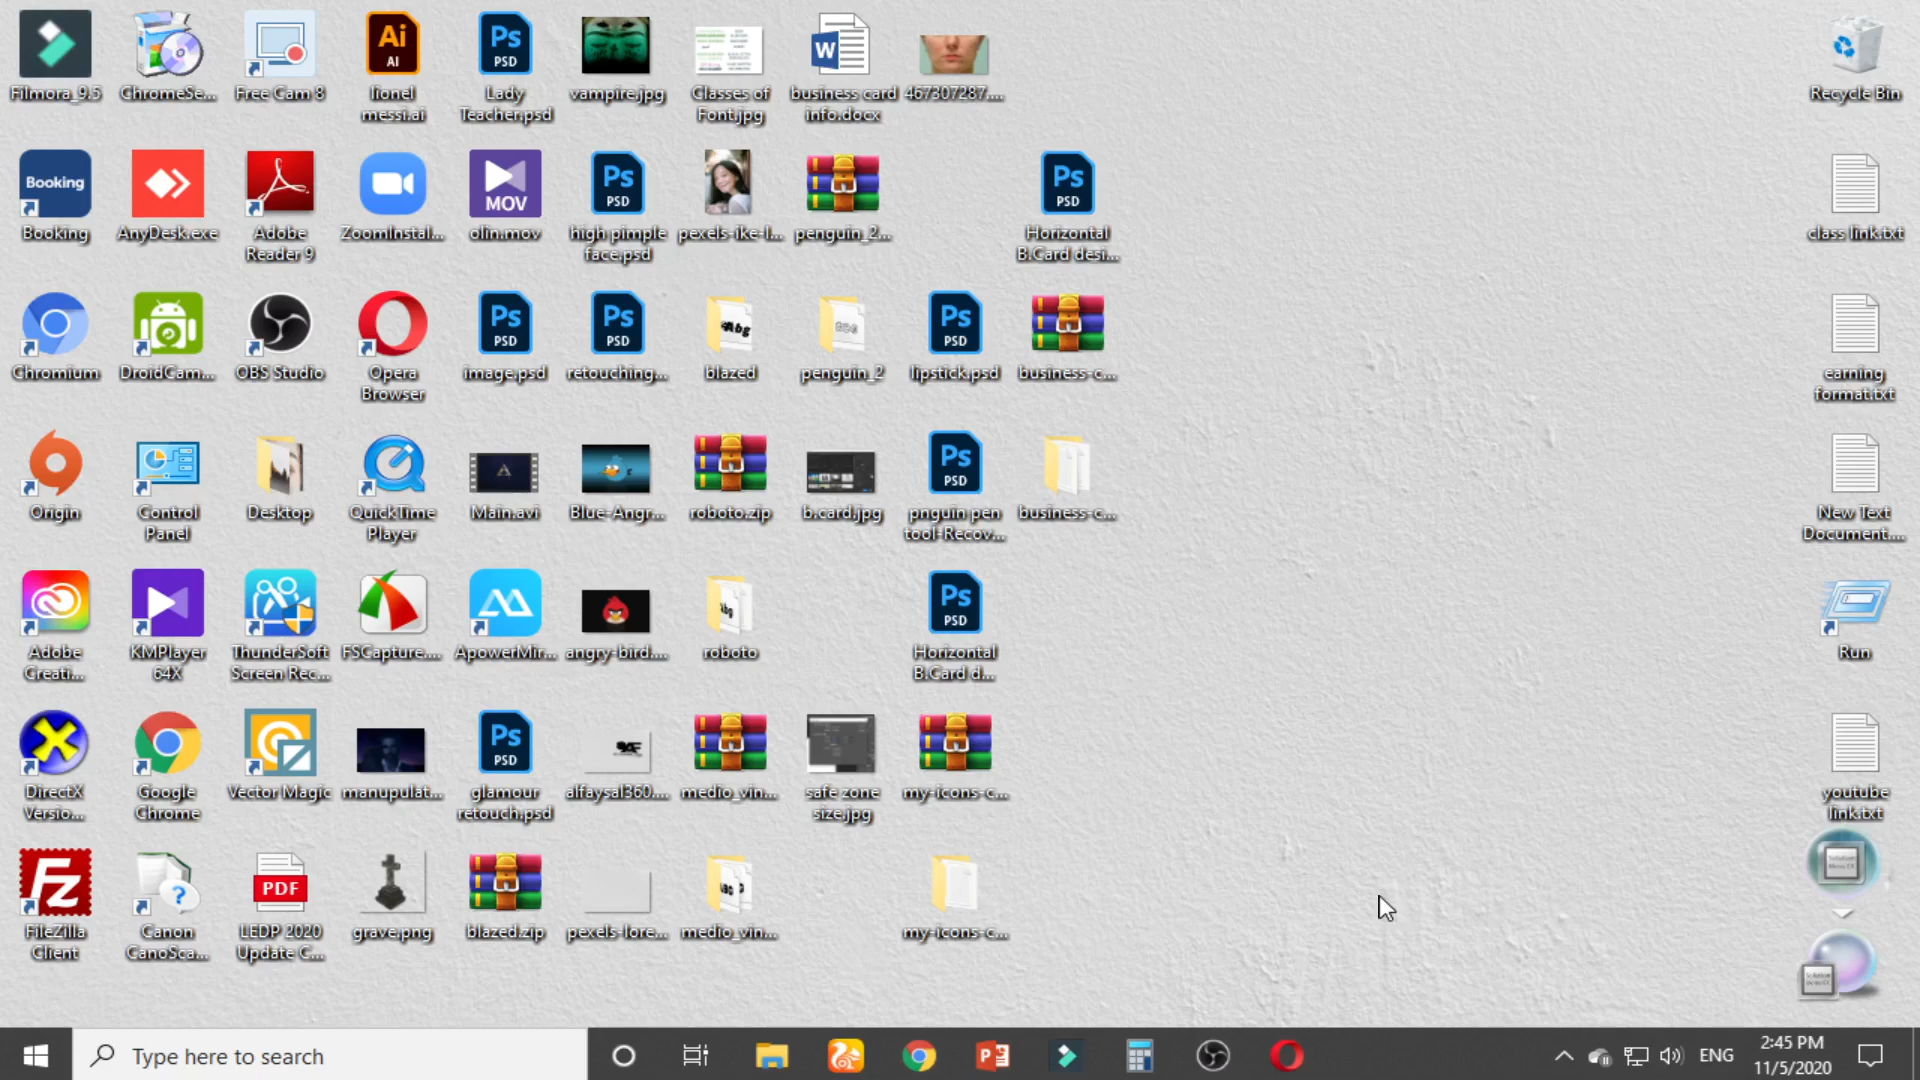 Filmora_9.5
ChromeSe...
Free Cam 8
Ai
AI
lionel
messi.ai
Ps
PSD
Lady
Teacher.psd
vampire.jpg
Classes of
Font.jpg
W
business card
info.docx
467307287....
Recycle Bin
Booking
Booking
AnyDesk.exe
Adobe
Reader 9
ZoomInstal...
MOV
olin.mov
Ps
PSD
high pimple
face.psd
pexels-ike-l...
penguin_2...
Ps
PSD
Horizontal
B.Card desi...
class link.txt
Chromium
DroidCam...
OBS Studio
Opera
Browser
Ps
PSD
image.psd
Ps
PSD
retouching...
Abg
blazed
penguin_2
Ps
PSD
lipstick.psd
business-c...
earning
format.txt
Origin
Control
Panel
Desktop
QuickTime
Player
Main.avi
Blue-Angr...
roboto.zip
b.card.jpg
Ps
PSD
pnguin pen
tool-Recov...
business-c...
New Text
Document....
Adobe
Creati...
KMPlayer
64X
ThunderSoft
Screen Rec...
FSCapture....
ApowerMir...
angry-bird....
Abg
roboto
Ps
PSD
Horizontal
B.Card d...
Run
DirectX
Versio...
Google
Chrome
Vector Magic
manupulat...
Ps
PSD
glamour
retouch.psd
alfaysal360....
medio_vin...
safe zone
size.jpg
my-icons-c...
youtube
link.txt
Fz
FileZilla
Client
Canon
CanoSca...
PDF
LEDP 2020
Update C...
grave.png
blazed.zip
pexels-lore...
medio_vin...
my-icons-c...
Type here to search
ENG
2:45 PM
11/5/2020